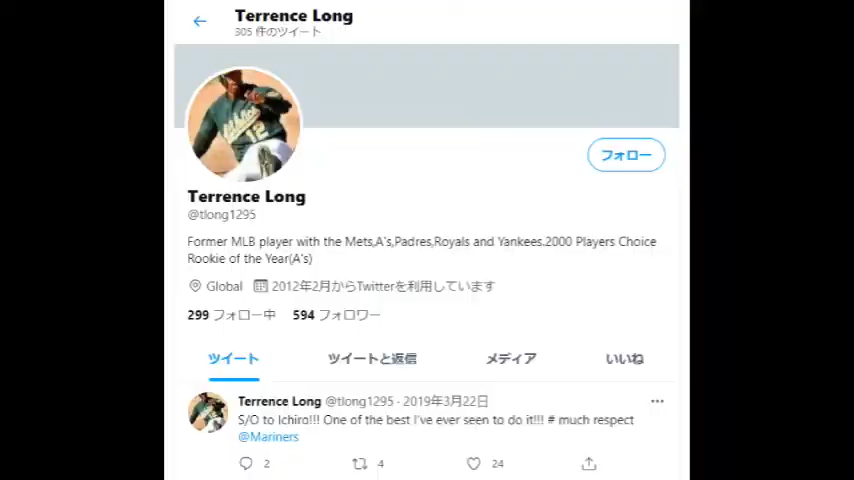 Terrence Long
305 件のツイート
12
フォロー
Terrence Long
@tlong1295
Former MLB player with the Mets,A's,Padres,Royals and Yankees.2000 Players Choice
Rookie of the Year(A's)
Global 2012年2月からTwitterを利用しています
299 フォロー中 594 フォロワー
ツイート ツイートと返信 メディア いいね
Terrence Long @tlong1295 · 2019年3月22日
S/O to Ichiro!!! One of the best I've ever seen to do it!!! # much respect
@Mariners
2 4 24